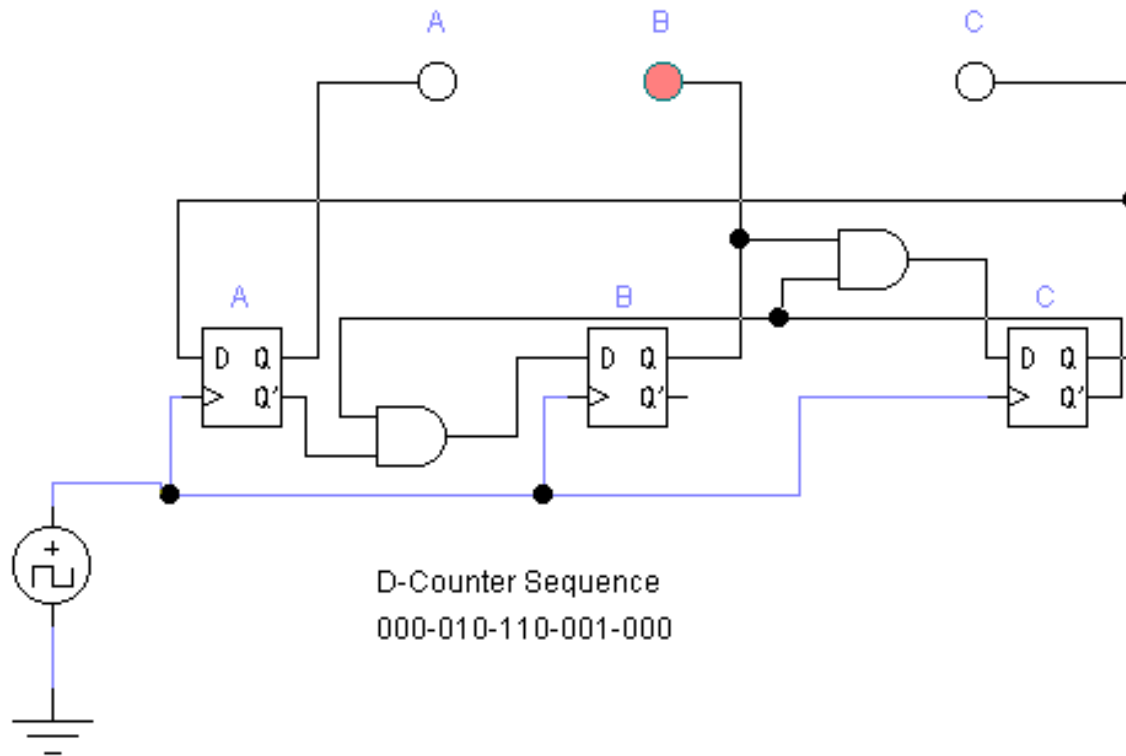 A B C
A B C
D Q D Q D Q
Q' Q' Q'
+
D-Counter Sequence
000-010-110-001-000